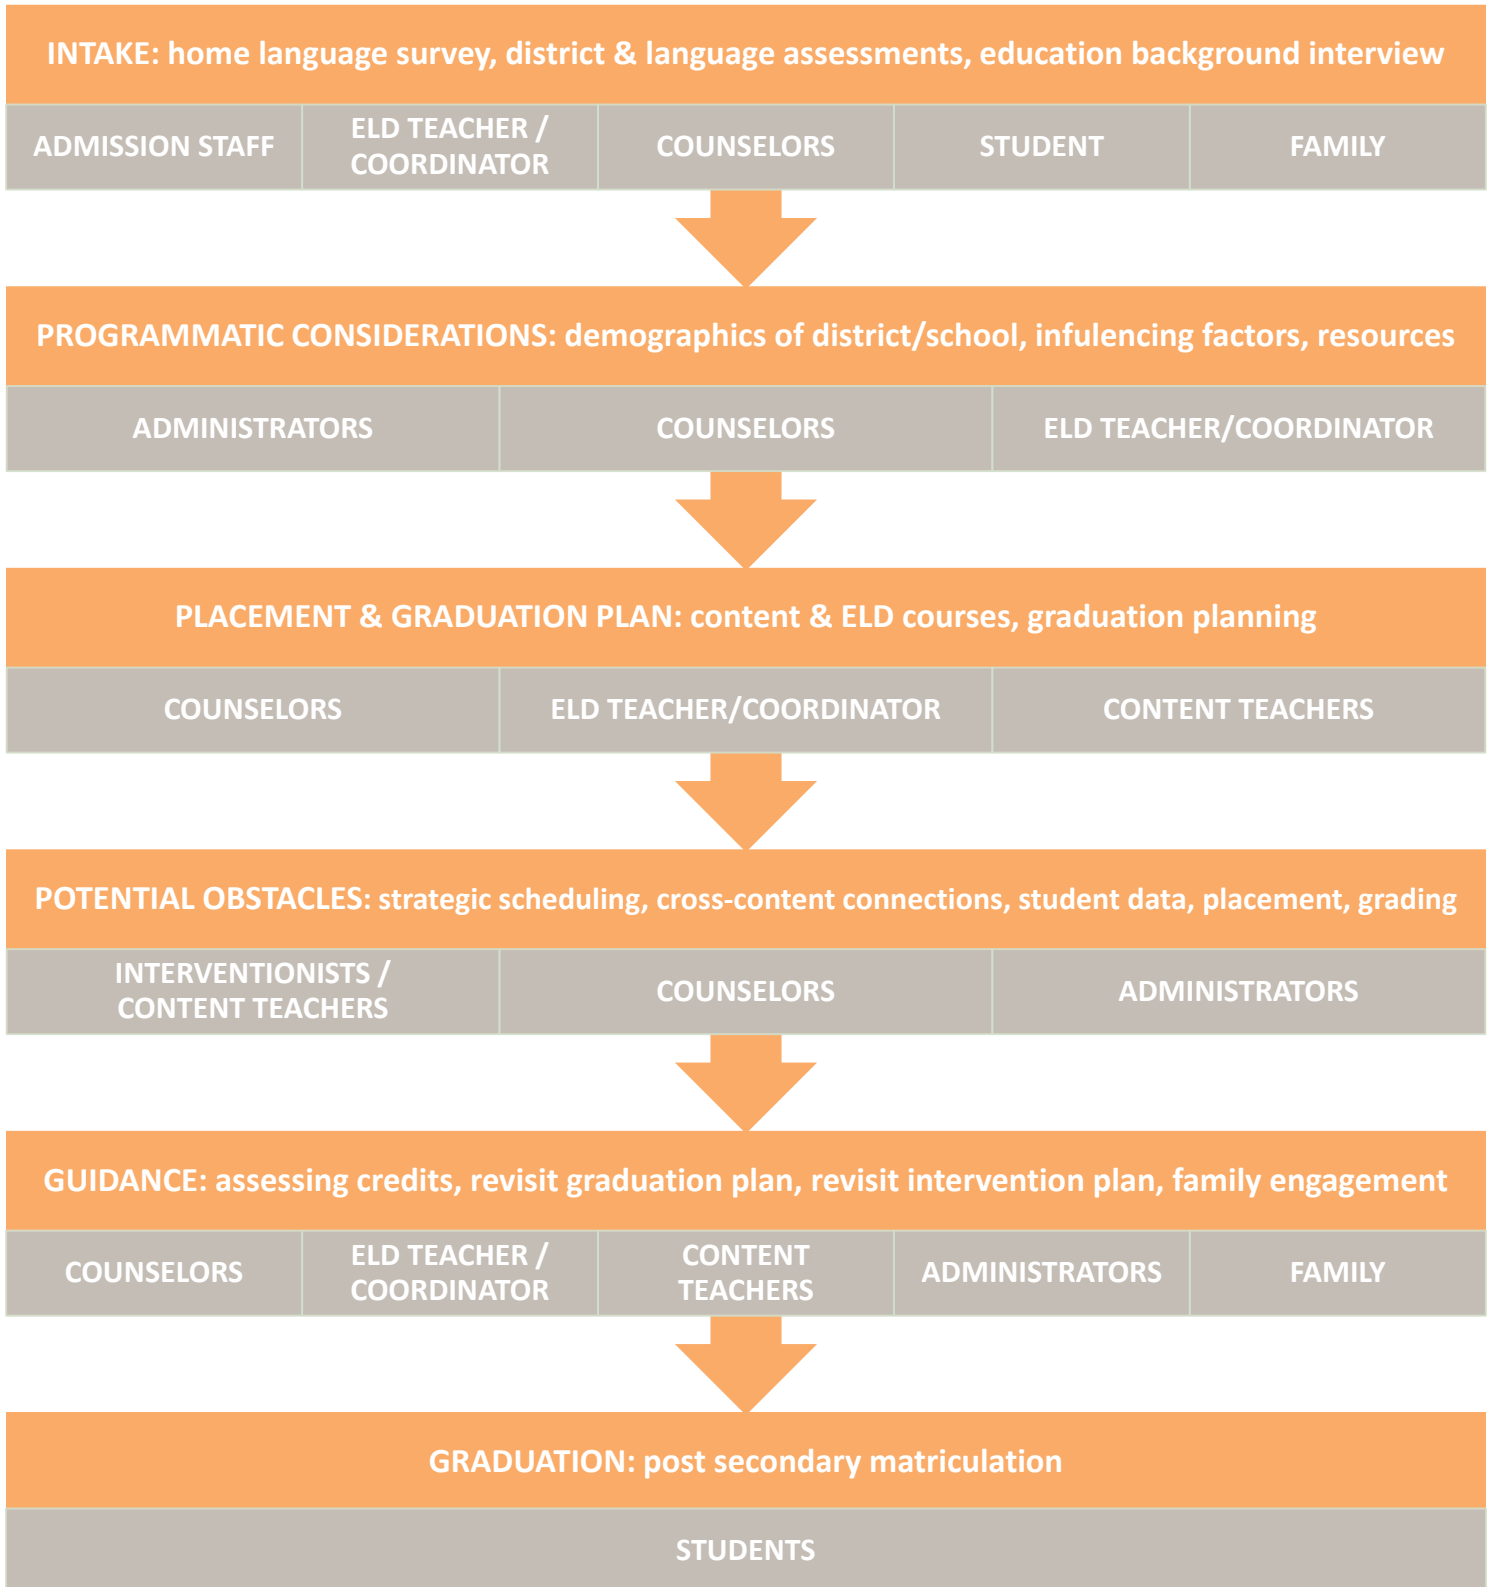 INTAKE: home language survey, district & language assessments, education background interview
ADMISSION STAFF
ELD TEACHER /
COORDINATOR
COUNSELORS
STUDENT
FAMILY
PROGRAMMATIC CONSIDERATIONS: demographics of district/school, infulencing factors, resources
ADMINISTRATORS
COUNSELORS
ELD TEACHER/COORDINATOR
PLACEMENT & GRADUATION PLAN: content & ELD courses, graduation planning
COUNSELORS
ELD TEACHER/COORDINATOR
CONTENT TEACHERS
POTENTIAL OBSTACLES: strategic scheduling, cross-content connections, student data, placement, grading
INTERVENTIONISTS /
CONTENT TEACHERS
COUNSELORS
ADMINISTRATORS
GUIDANCE: assessing credits, revisit graduation plan, revisit intervention plan, family engagement
COUNSELORS
ELD TEACHER /
COORDINATOR
CONTENT
TEACHERS
ADMINISTRATORS
FAMILY
GRADUATION: post secondary matriculation
STUDENTS